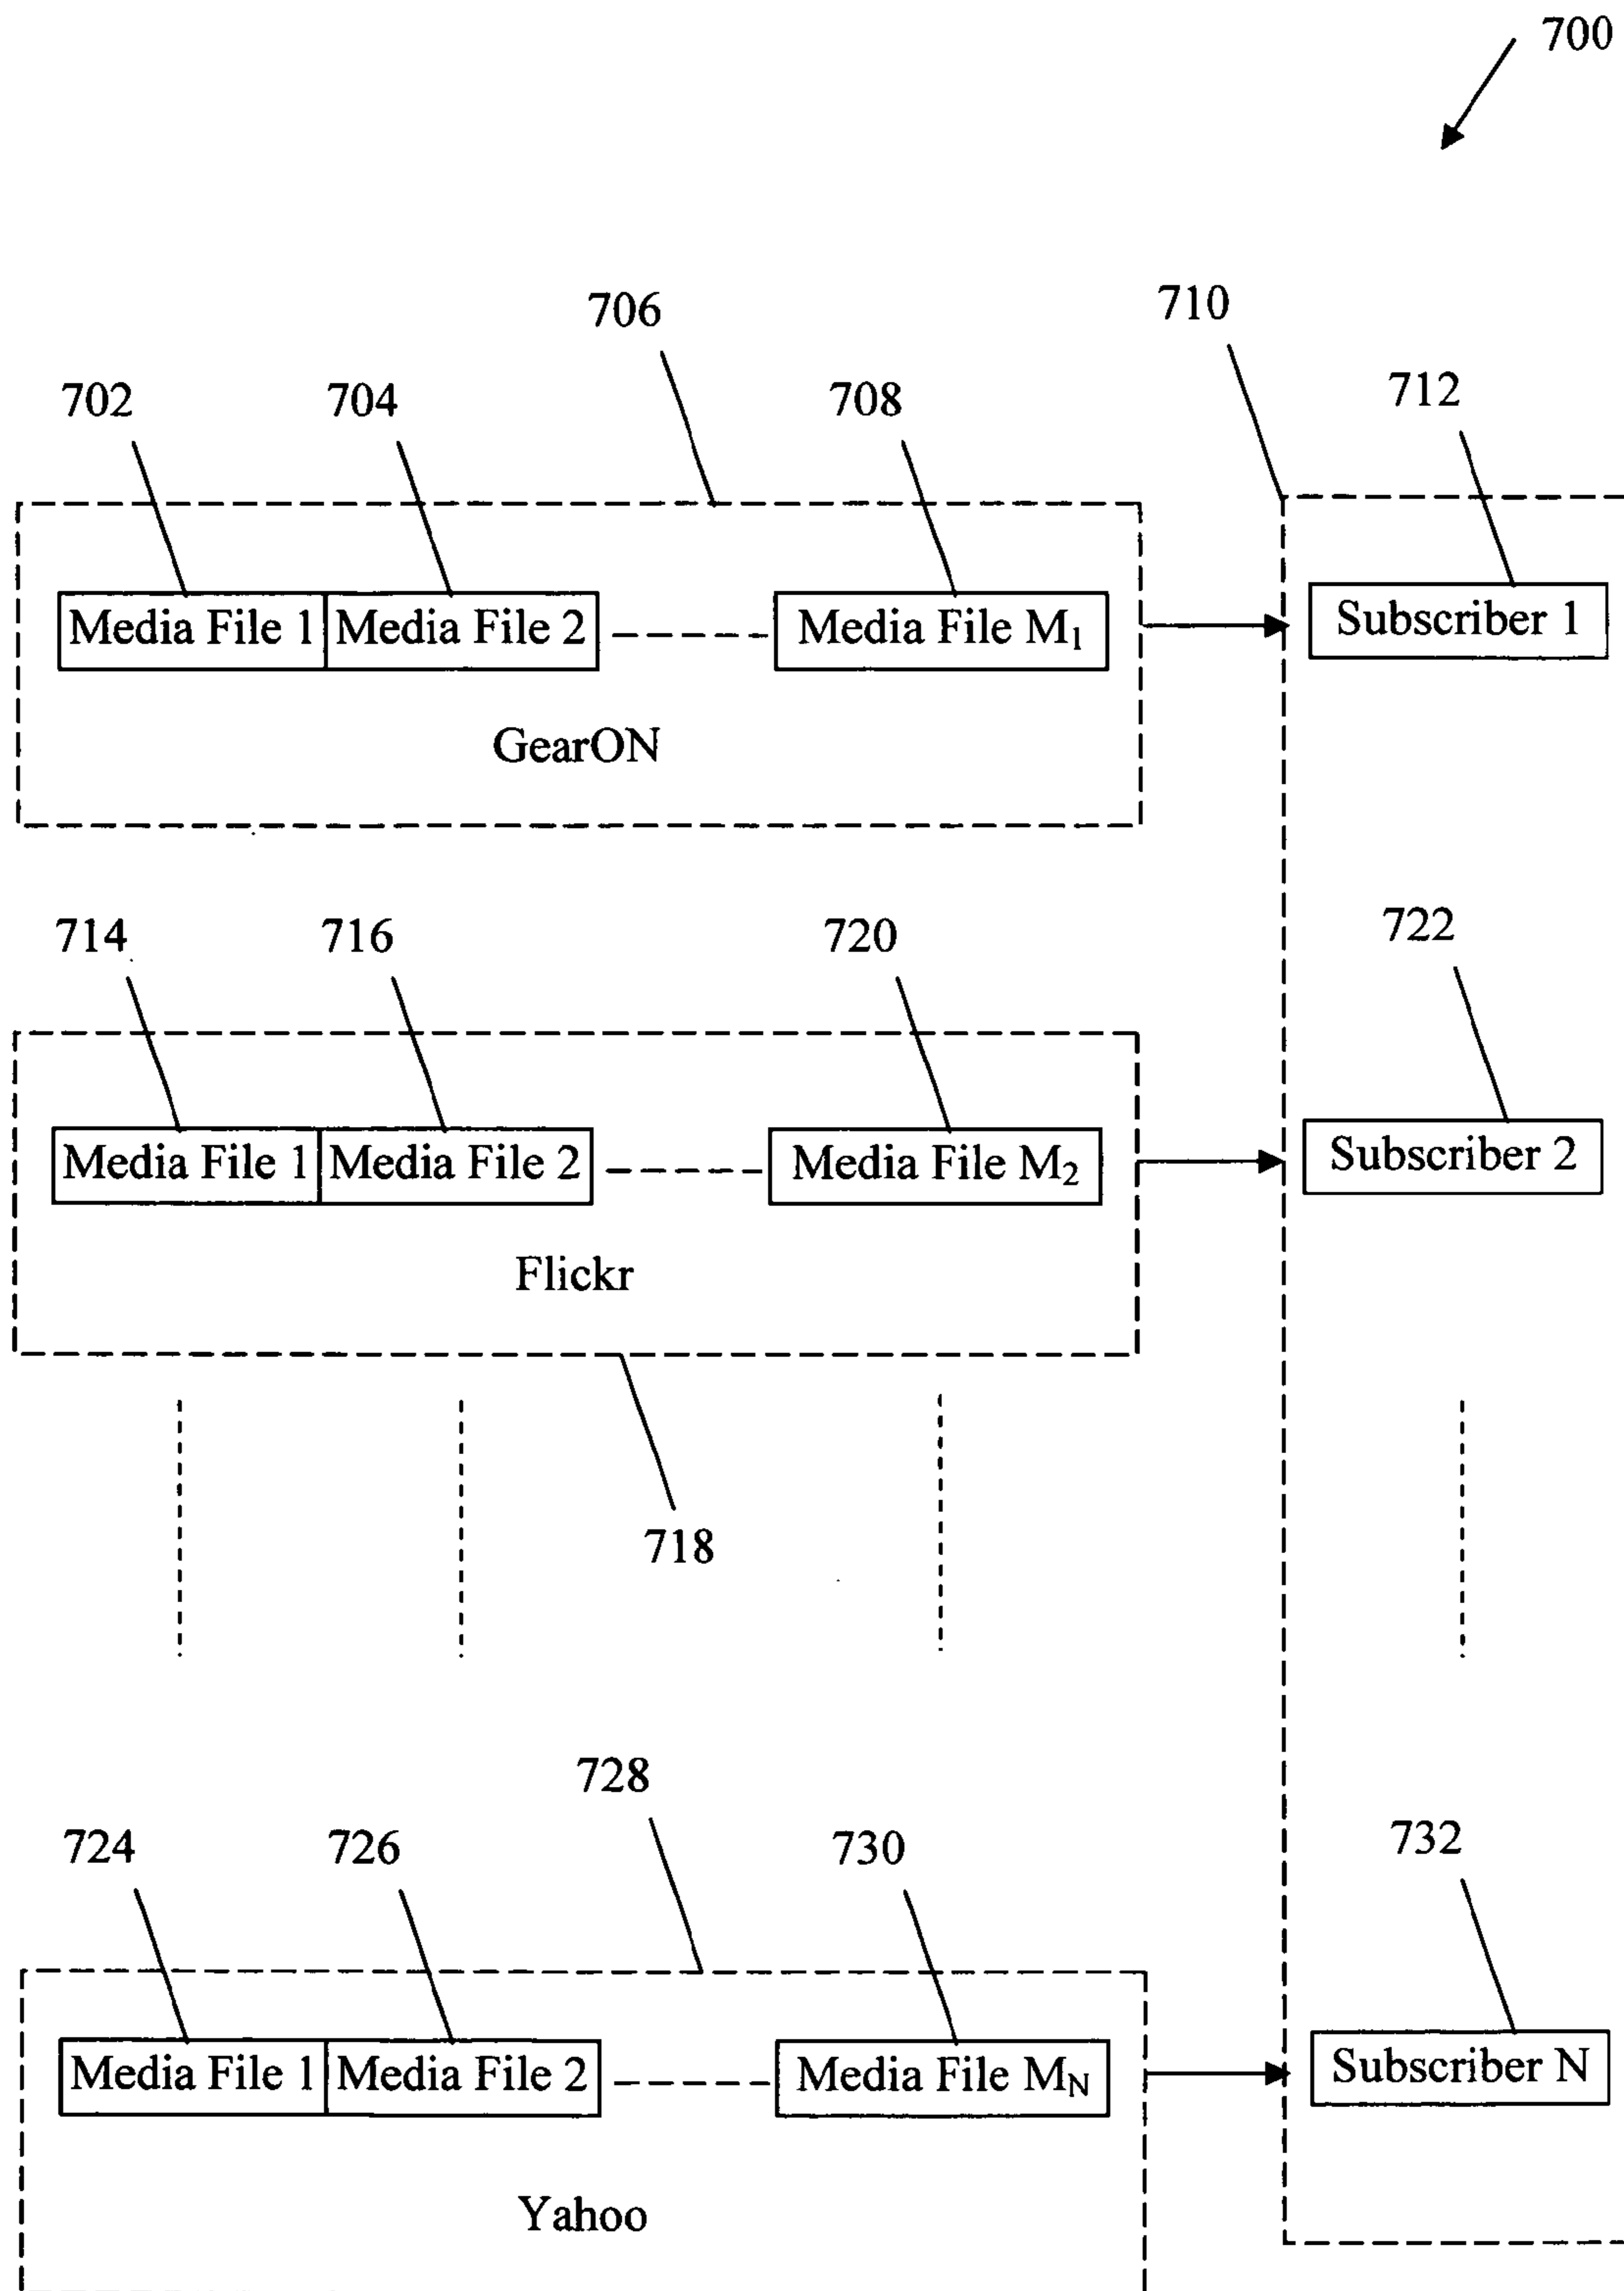 700
706
710
702
704
708
712
Media File 1
Media File 2
Media File M₁
Subscriber 1
GearON
714
716
720
722
Media File 1
Media File 2
Media File M₂
Subscriber 2
Flickr
718
728
724
726
730
732
Media File 1
Media File 2
Media File M_N
Subscriber N
Yahoo